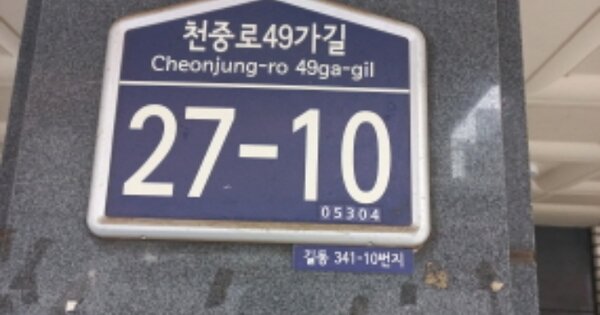 천중로49가길
Cheonjung-ro 49ga-gil
27-10
05304
길동 341-10번지